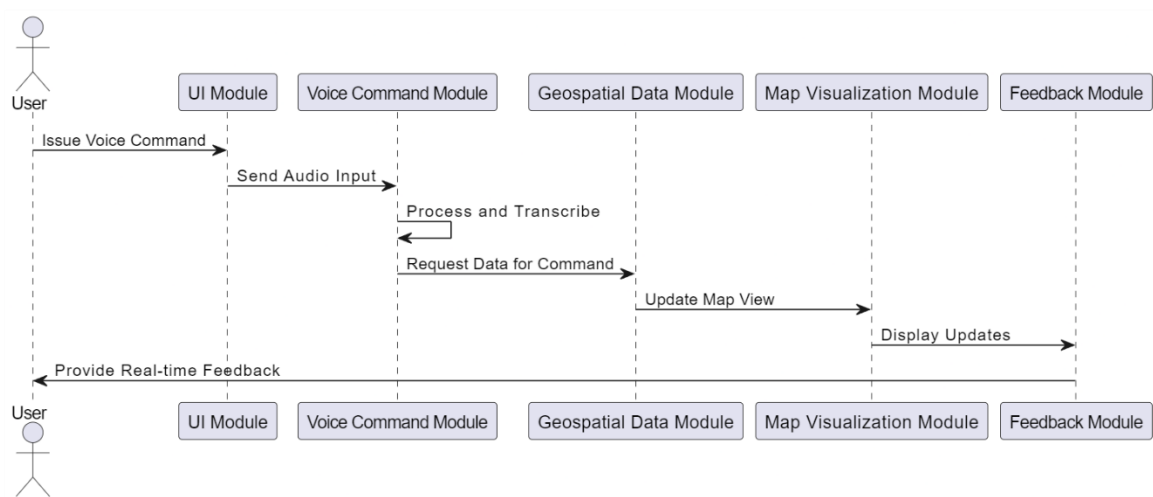 User
UI Module
Voice Command Module
Geospatial Data Module
Map Visualization Module
Feedback Module
Issue Voice Command
Send Audio Input
Process and Transcribe
Request Data for Command
Update Map View
Display Updates
Provide Real-time Feedback
User
UI Module
Voice Command Module
Geospatial Data Module
Map Visualization Module
Feedback Module